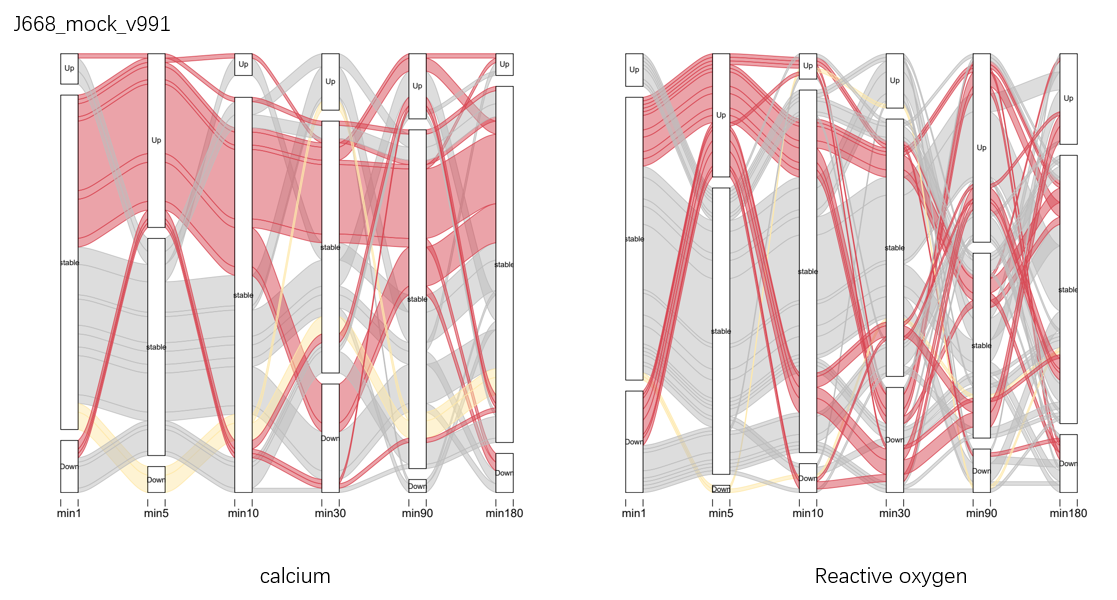 J668_mock_v991
Up Up Up Up Up Up
stable stable stable stable stable stable
Down Down Down Down Down
min1 min5 min10 min30 min90 min180
calcium
Up Up Up Up Up Up
stable stable stable stable stable stable
Down Down Down Down Down Down
min1 min5 min10 min30 min90 min180
Reactive oxygen